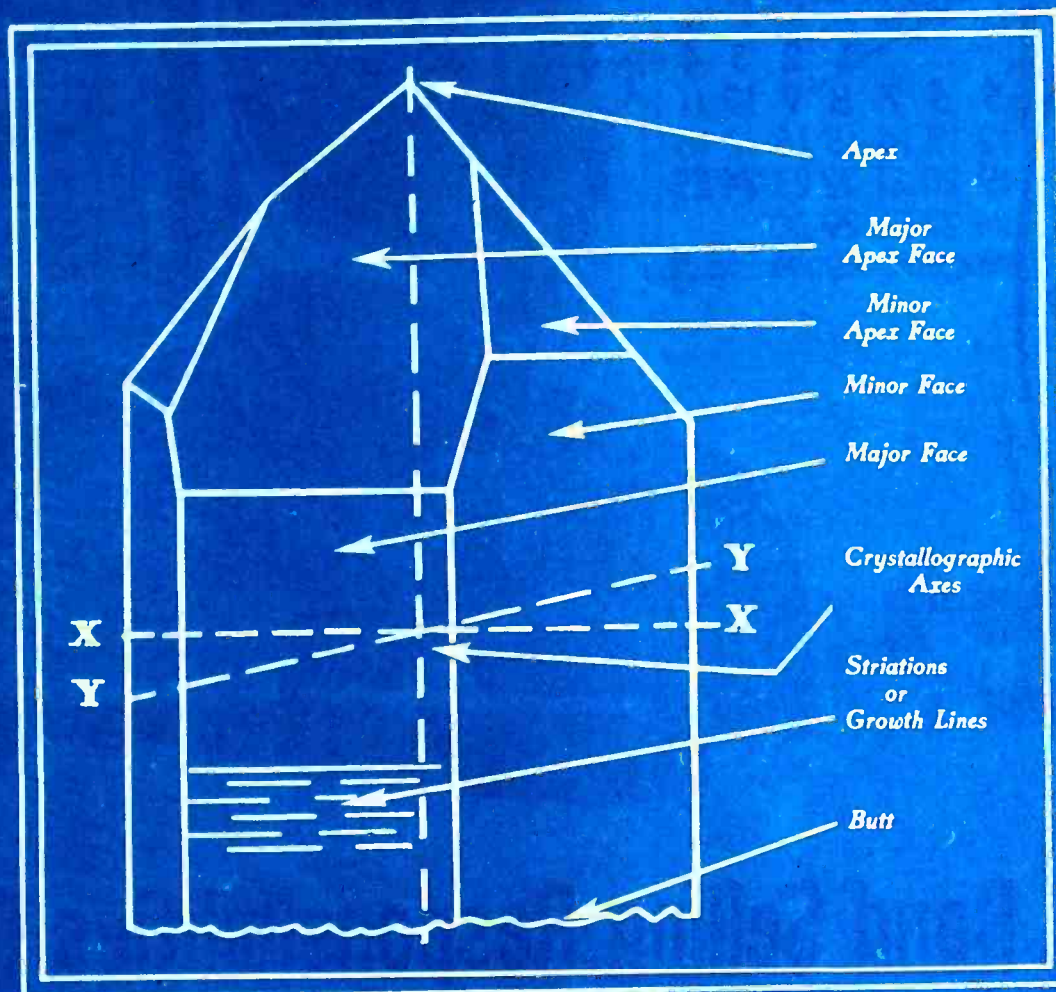 Apex
Major
Apex Face
Minor
Apex Face
Minor Face
Major Face
Y
Crystallographic
Axes
X
X
Y
Striations
or
Growth Lines
Butt